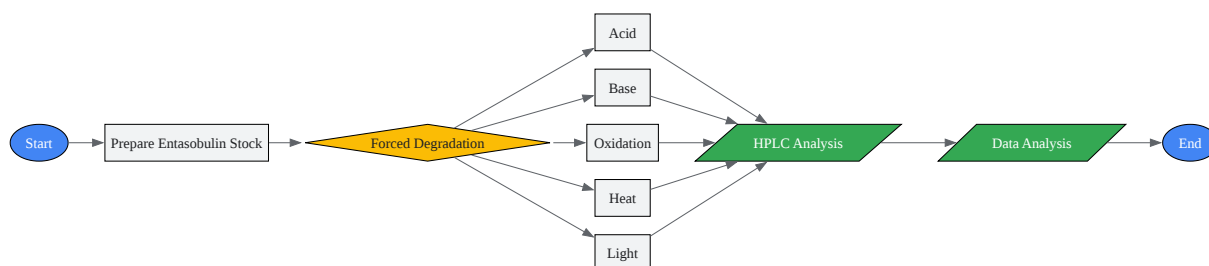 Start
Prepare Entasobulin Stock
Forced Degradation
Acid
Base
Oxidation
Heat
Light
HPLC Analysis
Data Analysis
End